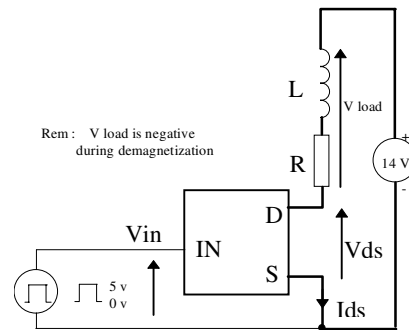 L
V load
Rem : V load is negative
during demagnetization
R
+
14 V
-
D
Vin
IN
Vds
S
5 v
0 v
Ids